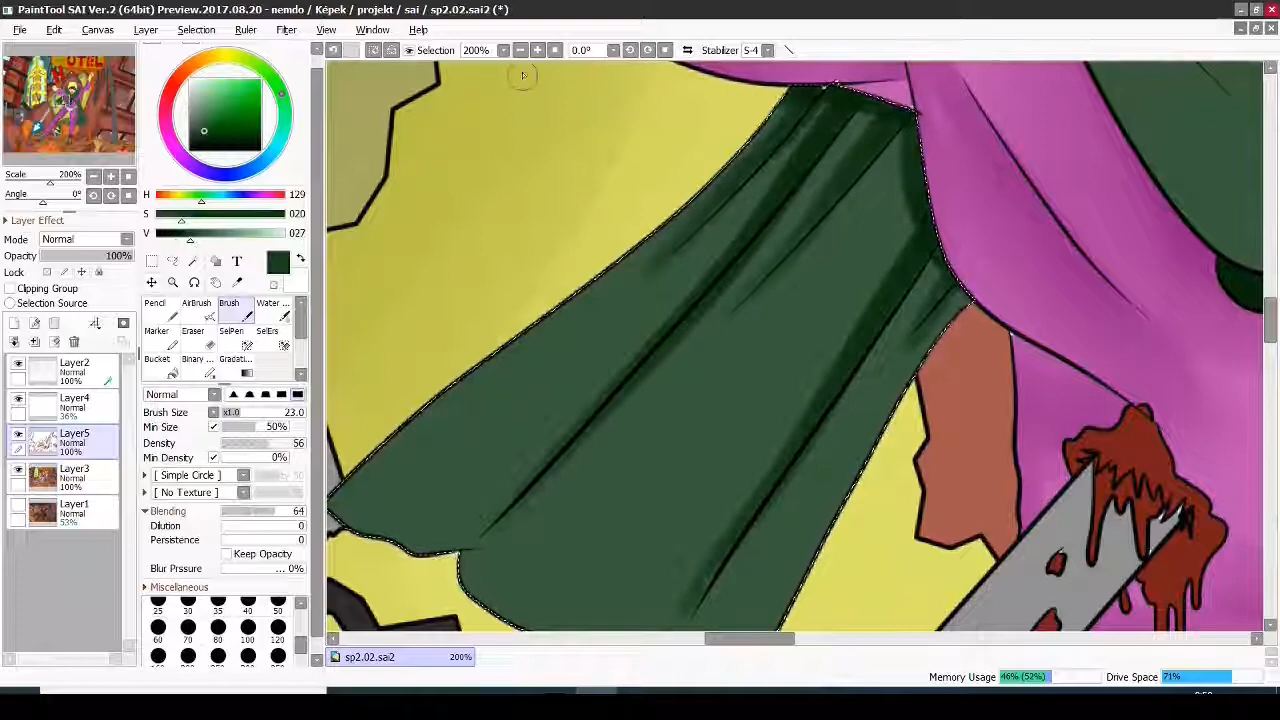 PaintTool SAI Ver.2 (64bit) Preview.2017.08.20 - nemdo / Képek / projekt / sai / sp2.02.sai2 (*)
File Edit Canvas Layer Selection Ruler Filter View Window Help
Selection 200% 0.0° Stabilizer S-4
HOTEL
Scale 200%
Angle 0°
Layer Effect
Mode Normal
Opacity 100%
Lock
Clipping Group
Selection Source
Layer2
Normal
100%
Layer4
Normal
36%
Layer5
Normal
100%
Layer3
Normal
100%
Layer1
Normal
53%
H 129
S 020
V 027
T
Pencil AirBrush Brush Water ...
Marker Eraser SelPen SelErs
Bucket Binary ... Gradati...
Normal
Brush Size x1.0 23.0
Min Size 50%
Density 56
Min Density 0%
[ Simple Circle ] 50
[ No Texture ]
Blending 64
Dilution 0
Persistence 0
Keep Opacity
Blur Prssure ... 0%
Miscellaneous
25 30 40 50
60 70 80 100 120
sp2.02.sai2 200%
Memory Usage 46% (52%) Drive Space 71%